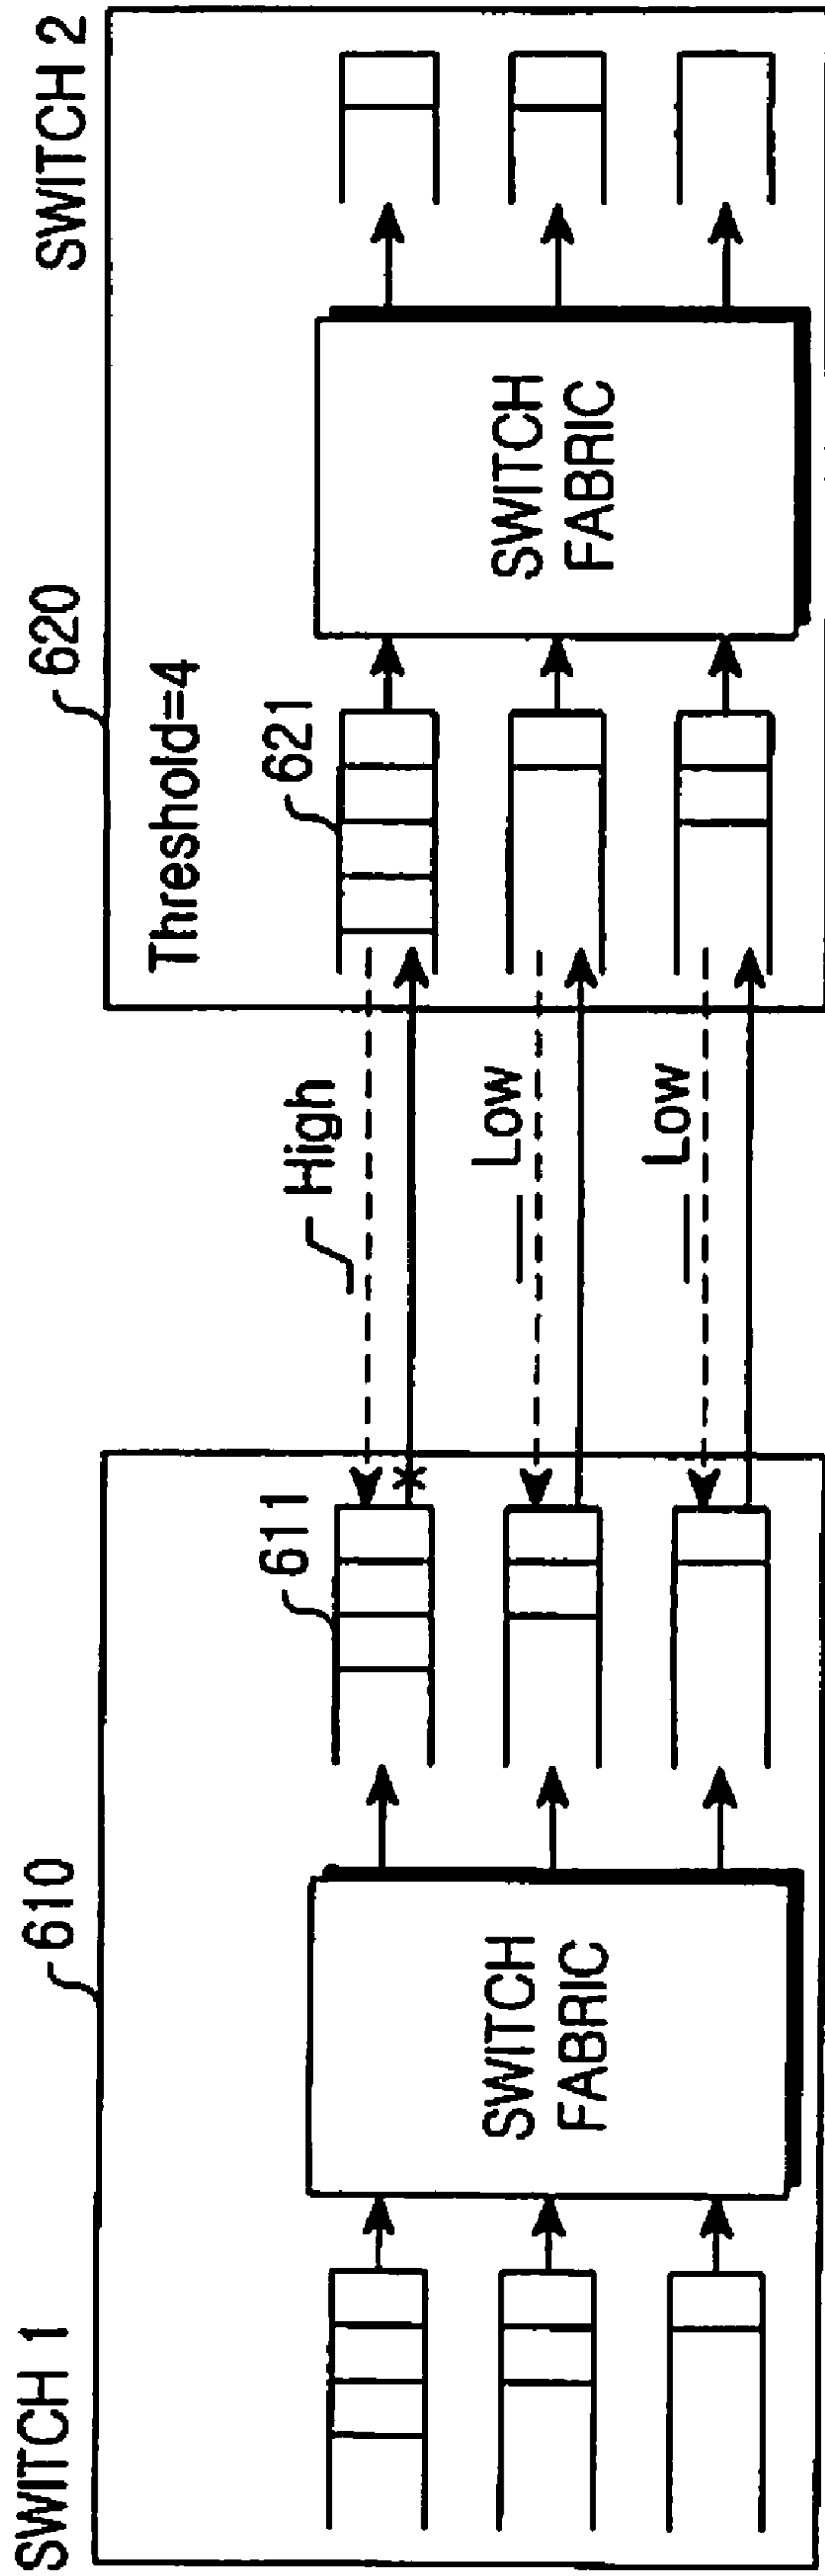 SWITCH 1
610
SWITCH
FABRIC
611
High
Low
Low
SWITCH 2
620
Threshold=4
621
SWITCH
FABRIC